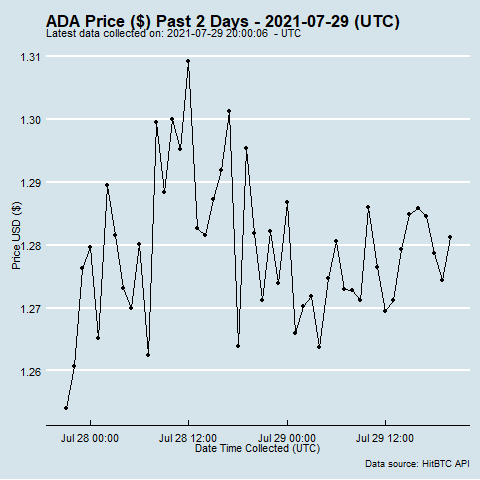 ADA Price ($) Past 2 Days - 2021-07-29 (UTC)
Latest data collected on: 2021-07-29 20:00:06  - UTC
1.31
1.30
1.29
1.28
1.27
1.26
Price USD ($)
Jul 28 00:00 Jul 28 12:00 Jul 29 00:00 Jul 29 12:00
Date Time Collected (UTC)
Data source: HitBTC API